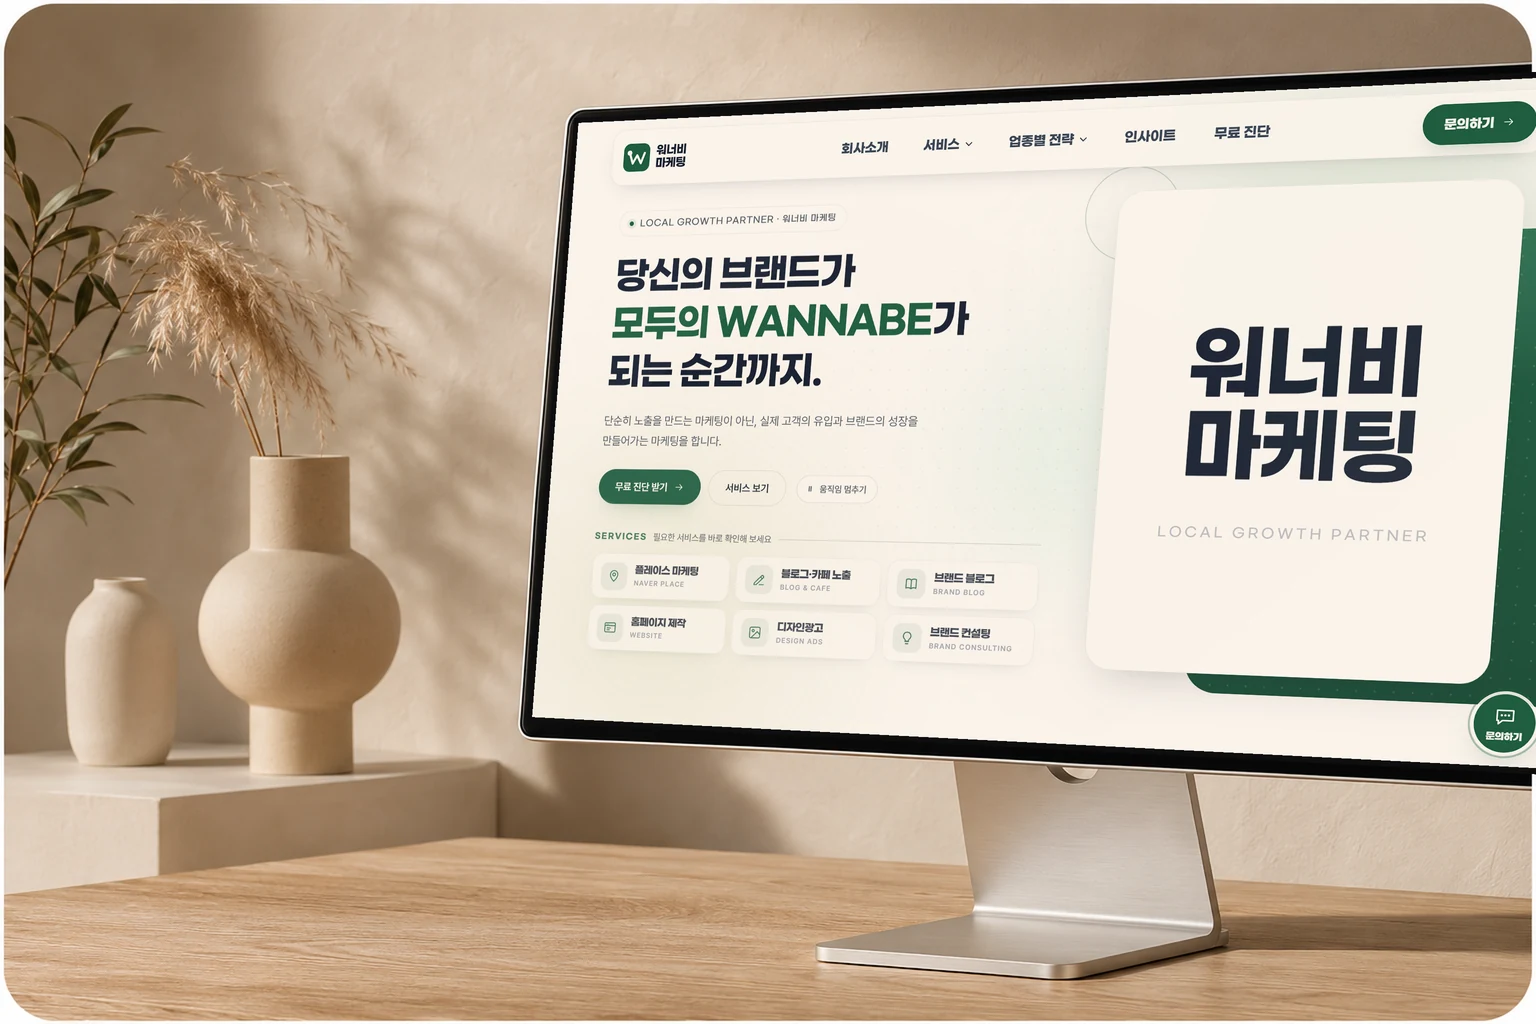 워너비
마케팅
회사소개
서비스
업종별 전략
인사이트
무료 진단
문의하기 →
LOCAL GROWTH PARTNER · 워너비 마케팅
당신의 브랜드가
모두의 WANNABE가
되는 순간까지.
단순히 노출을 만드는 마케팅이 아닌, 실제 고객의 유입과 브랜드의 성장을
만들어가는 마케팅을 합니다.
무료 진단 받기 →
서비스 보기
움직임 멈추기
SERVICES 필요한 서비스를 바로 확인해 보세요
플레이스 마케팅
NAVER PLACE
블로그·카페 노출
BLOG & CAFE
브랜드 블로그
BRAND BLOG
홈페이지 제작
WEBSITE
디자인광고
DESIGN ADS
브랜드 컨설팅
BRAND CONSULTING
워너비
마케팅
LOCAL GROWTH PARTNER
문의하기